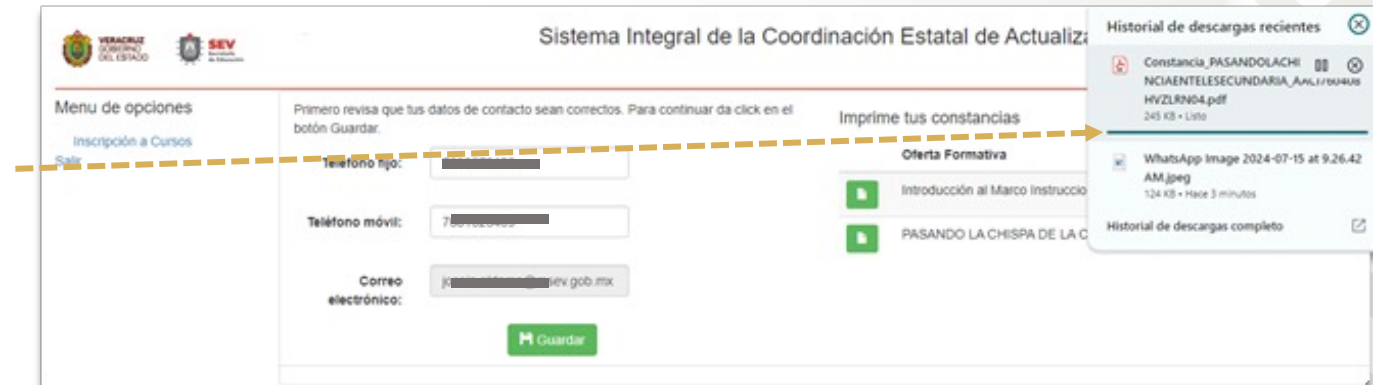 VERACRUZ
GOBIERNO
DEL ESTADO
SEV
Secretaría
de Educación
Sistema Integral de la Coordinación Estatal de Actualiza
Menu de opciones
Inscripción a Cursos
Salir
Primero revisa que tus datos de contacto sean correctos. Para continuar da click en el
botón Guardar.
Teléfono fijo:
Teléfono móvil:
Correo
electrónico:
sev.gob.mx
Guardar
Imprime tus constancias
Oferta Formativa
Introducción al Marco Instruccio
PASANDO LA CHISPA DE LA C
Historial de descargas recientes
Constancia_PASANDOLACHI
NCIAENTELESECUNDARIA_AALI760408
HVZLRN04.pdf
245 KB • Listo
WhatsApp Image 2024-07-15 at 9.26.42
AM.jpeg
124 KB • Hace 3 minutos
Historial de descargas completo